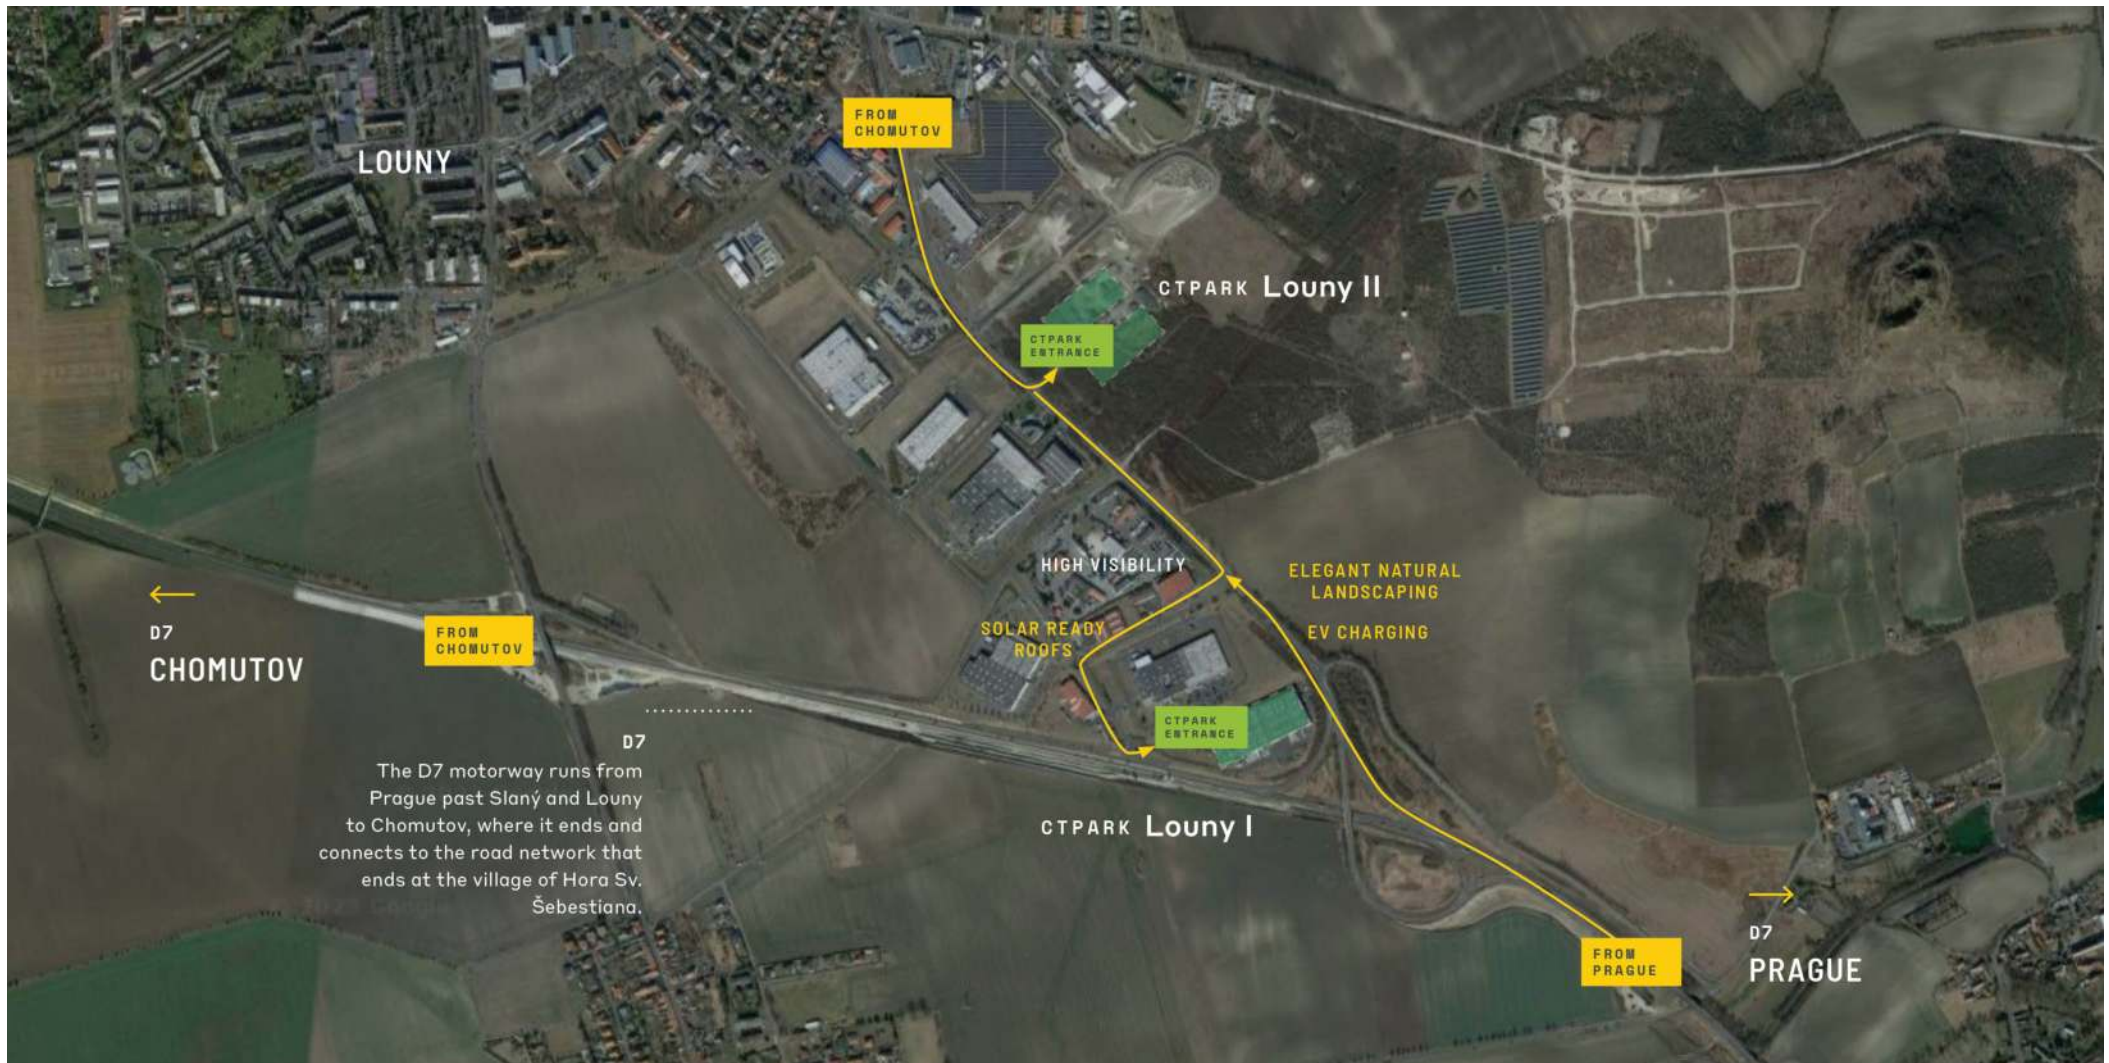 FROM
CHOMUTOV
LOUNY
CTPARK Louny II
CTPARK
ENTRANCE
HIGH VISIBILITY
ELEGANT NATURAL
LANDSCAPING
EV CHARGING
SOLAR READY
ROOFS
D7
CHOMUTOV
FROM
CHOMUTOV
CTPARK
ENTRANCE
D7
The D7 motorway runs from
Prague past Slaný and Louny
to Chomutov, where it ends and
connects to the road network that
ends at the village of Hora Sv.
Šebestiana.
CTPARK Louny I
FROM
PRAGUE
D7
PRAGUE